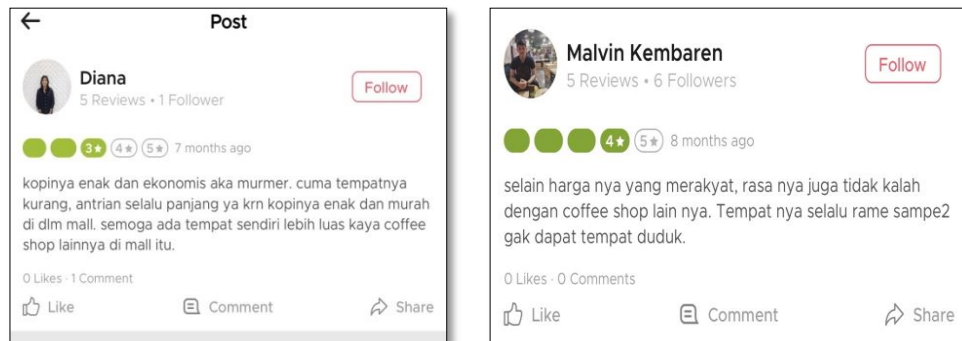 Post
Diana
5 Reviews • 1 Follower
Follow
3★ 4★ 5★ 7 months ago
kopinya enak dan ekonomis aka murmer. cuma tempatnya
kurang, antrian selalu panjang ya krn kopinya enak dan murah
di dlm mall. semoga ada tempat sendiri lebih luas kaya coffee
shop lainnya di mall itu.
0 Likes · 1 Comment
Like Comment Share
Malvin Kembaren
5 Reviews • 6 Followers
Follow
4★ 5★ 8 months ago
selain harga nya yang merakyat, rasa nya juga tidak kalah
dengan coffee shop lain nya. Tempat nya selalu rame sampe2
gak dapat tempat duduk.
0 Likes · 0 Comments
Like Comment Share